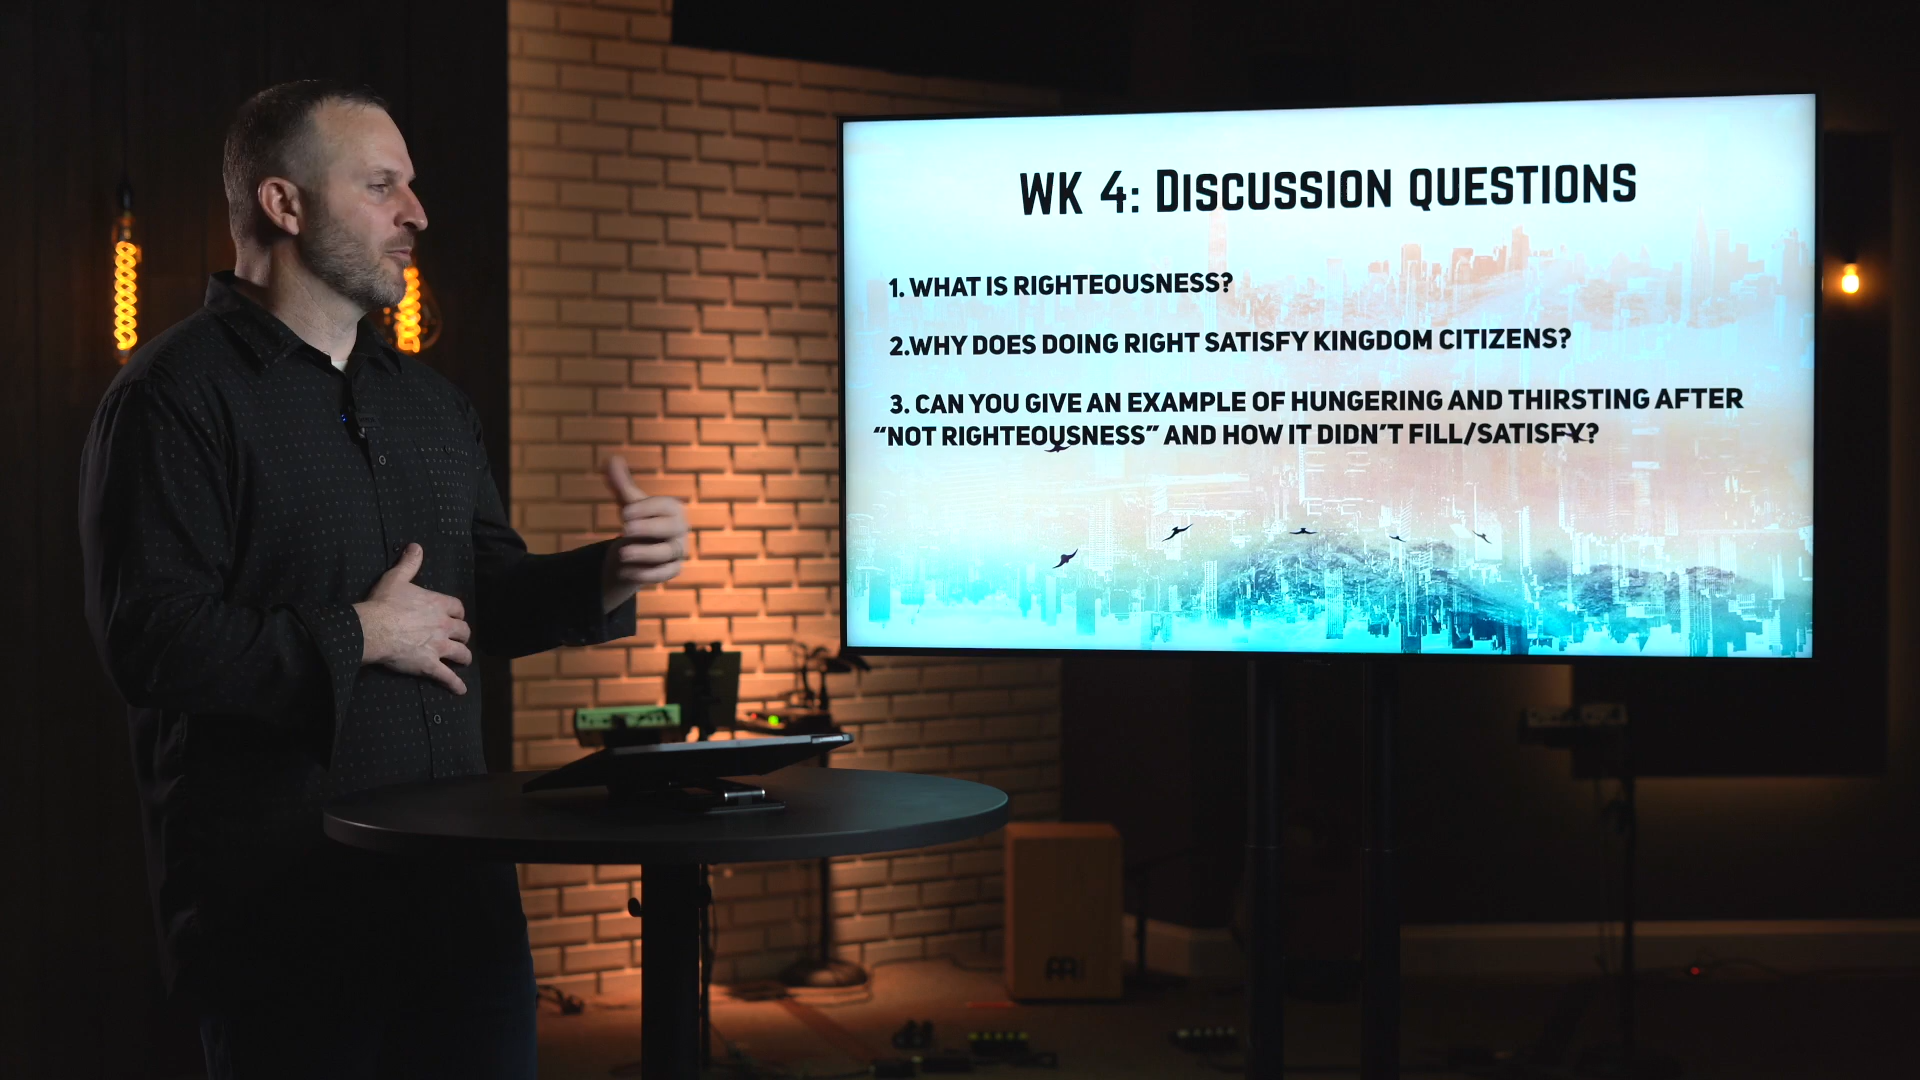 WK 4: DISCUSSION QUESTIONS
1. WHAT IS RIGHTEOUSNESS?
2.WHY DOES DOING RIGHT SATISFY KINGDOM CITIZENS?
3. CAN YOU GIVE AN EXAMPLE OF HUNGERING AND THIRSTING AFTER
“NOT RIGHTEOUSNESS” AND HOW IT DIDN’T FILL/SATISFY?